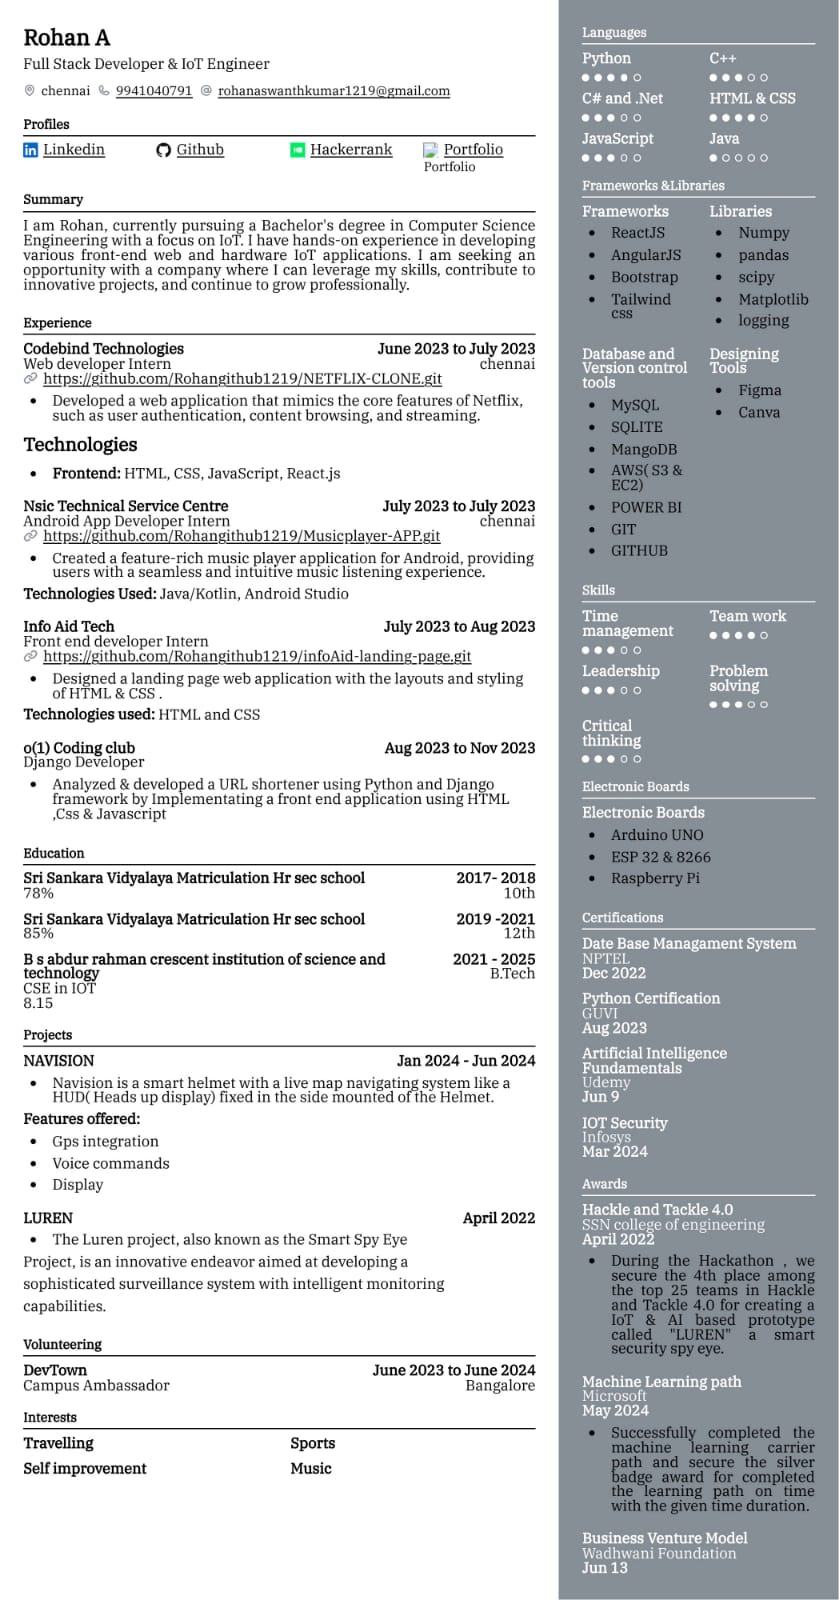 Rohan A
Full Stack Developer & IoT Engineer
chennai 9941040791 rohanaswanthkumar1219@gmail.com
Profiles
Linkedin Github Hackerrank Portfolio
Portfolio
Summary
I am Rohan, currently pursuing a Bachelor's degree in Computer Science
Engineering with a focus on IoT. I have hands-on experience in developing
various front-end web and hardware IoT applications. I am seeking an
opportunity with a company where I can leverage my skills, contribute to
innovative projects, and continue to grow professionally.
Experience
Codebind Technologies June 2023 to July 2023
Web developer Intern chennai
https://github.com/Rohangithub1219/NETFLIX-CLONE.git
• Developed a web application that mimics the core features of Netflix,
such as user authentication, content browsing, and streaming.
Technologies
• Frontend: HTML, CSS, JavaScript, React.js
Nsic Technical Service Centre July 2023 to July 2023
Android App Developer Intern chennai
https://github.com/Rohangithub1219/Musicplayer-APP.git
• Created a feature-rich music player application for Android, providing
users with a seamless and intuitive music listening experience.
Technologies Used: Java/Kotlin, Android Studio
Info Aid Tech July 2023 to Aug 2023
Front end developer Intern
https://github.com/Rohangithub1219/infoAid-landing-page.git
• Designed a landing page web application with the layouts and styling
of HTML & CSS .
Technologies used: HTML and CSS
o(1) Coding club Aug 2023 to Nov 2023
Django Developer
• Analyzed & developed a URL shortener using Python and Django
framework by Implementating a front end application using HTML
,Css & Javascript
Education
Sri Sankara Vidyalaya Matriculation Hr sec school 2017- 2018
78% 10th
Sri Sankara Vidyalaya Matriculation Hr sec school 2019 -2021
85% 12th
B s abdur rahman crescent institution of science and 2021 - 2025
technology B.Tech
CSE in IOT
8.15
Projects
NAVISION Jan 2024 - Jun 2024
• Navision is a smart helmet with a live map navigating system like a
HUD( Heads up display) fixed in the side mounted of the Helmet.
Features offered:
• Gps integration
• Voice commands
• Display
LUREN April 2022
• The Luren project, also known as the Smart Spy Eye
Project, is an innovative endeavor aimed at developing a
sophisticated surveillance system with intelligent monitoring
capabilities.
Volunteering
DevTown June 2023 to June 2024
Campus Ambassador Bangalore
Interests
Travelling Sports
Self improvement Music
Languages
Python C++
C# and .Net HTML & CSS
JavaScript Java
Frameworks &Libraries
Frameworks
• ReactJS
• AngularJS
• Bootstrap
• Tailwind
css
Libraries
• Numpy
• pandas
• scipy
• Matplotlib
• logging
Database and
Version control
tools
• MySQL
• SQLITE
• MangoDB
• AWS( S3 &
EC2)
• POWER BI
• GIT
• GITHUB
Designing
Tools
• Figma
• Canva
Skills
Time
management
Team work
Leadership
Problem
solving
Critical
thinking
Electronic Boards
Electronic Boards
• Arduino UNO
• ESP 32 & 8266
• Raspberry Pi
Certifications
Date Base Managament System
NPTEL
Dec 2022
Python Certification
GUVI
Aug 2023
Artificial Intelligence
Fundamentals
Udemy
Jun 9
IOT Security
Infosys
Mar 2024
Awards
Hackle and Tackle 4.0
SSN college of engineering
April 2022
• During the Hackathon , we
secure the 4th place among
the top 25 teams in Hackle
and Tackle 4.0 for creating a
IoT & AI based prototype
called "LUREN" a smart
security spy eye.
Machine Learning path
Microsoft
May 2024
• Successfully completed the
machine learning carrier
path and secure the silver
badge award for completed
the learning path on time
with the given time duration.
Business Venture Model
Wadhwani Foundation
Jun 13